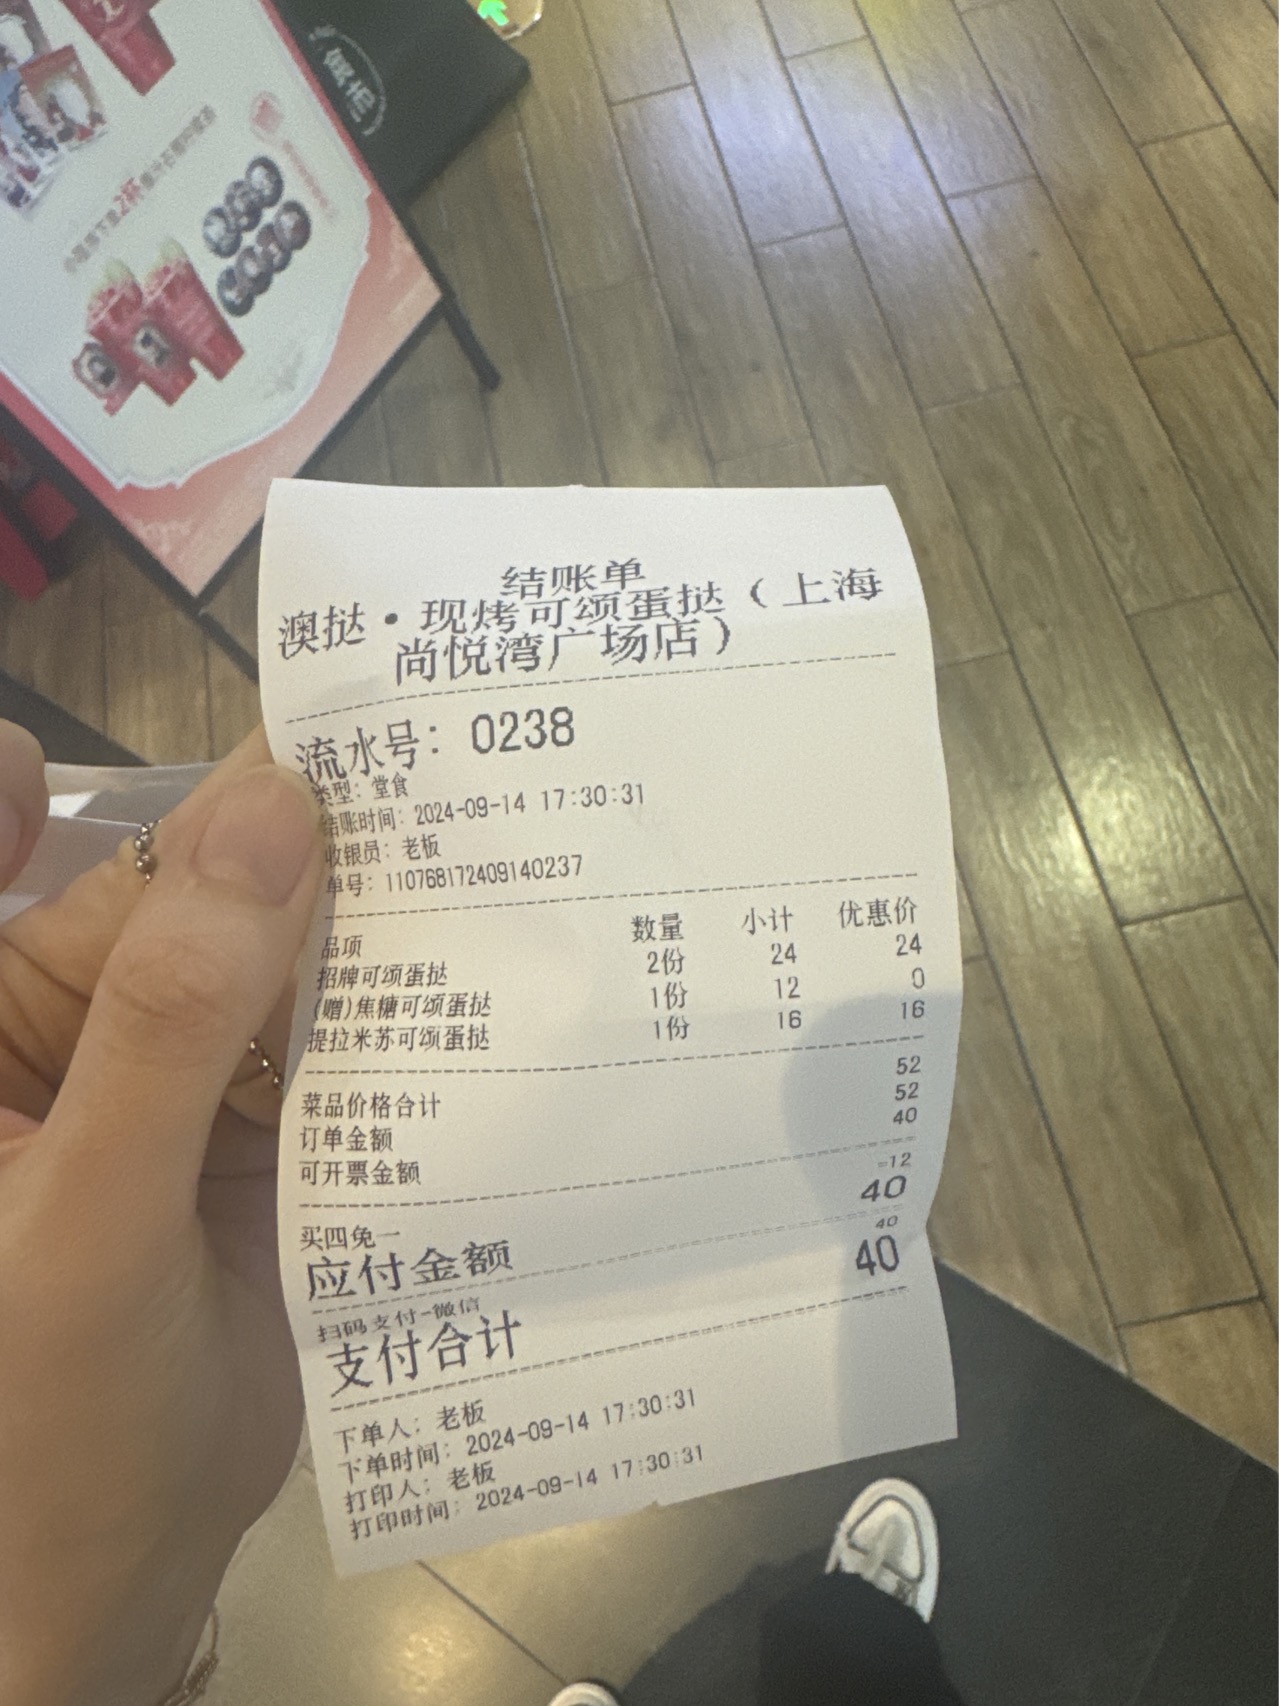 结账单
澳挞·现烤可颂蛋挞（上海
尚悦湾广场店）
流水号：0238
类型：堂食
结账时间：2024-09-14 17:30:31
收银员：老板
单号：110768172409140237
品项 数量 小计 优惠价
招牌可颂蛋挞 2份 24 24
(赠)焦糖可颂蛋挞 1份 12 0
提拉米苏可颂蛋挞 1份 16 16
菜品价格合计 52
订单金额 52
可开票金额 40
买四免一 -12
应付金额 40
扫码支付-微信 40
支付合计 40
下单人：老板
下单时间：2024-09-14 17:30:31
打印人：老板
打印时间：2024-09-14 17:30:31